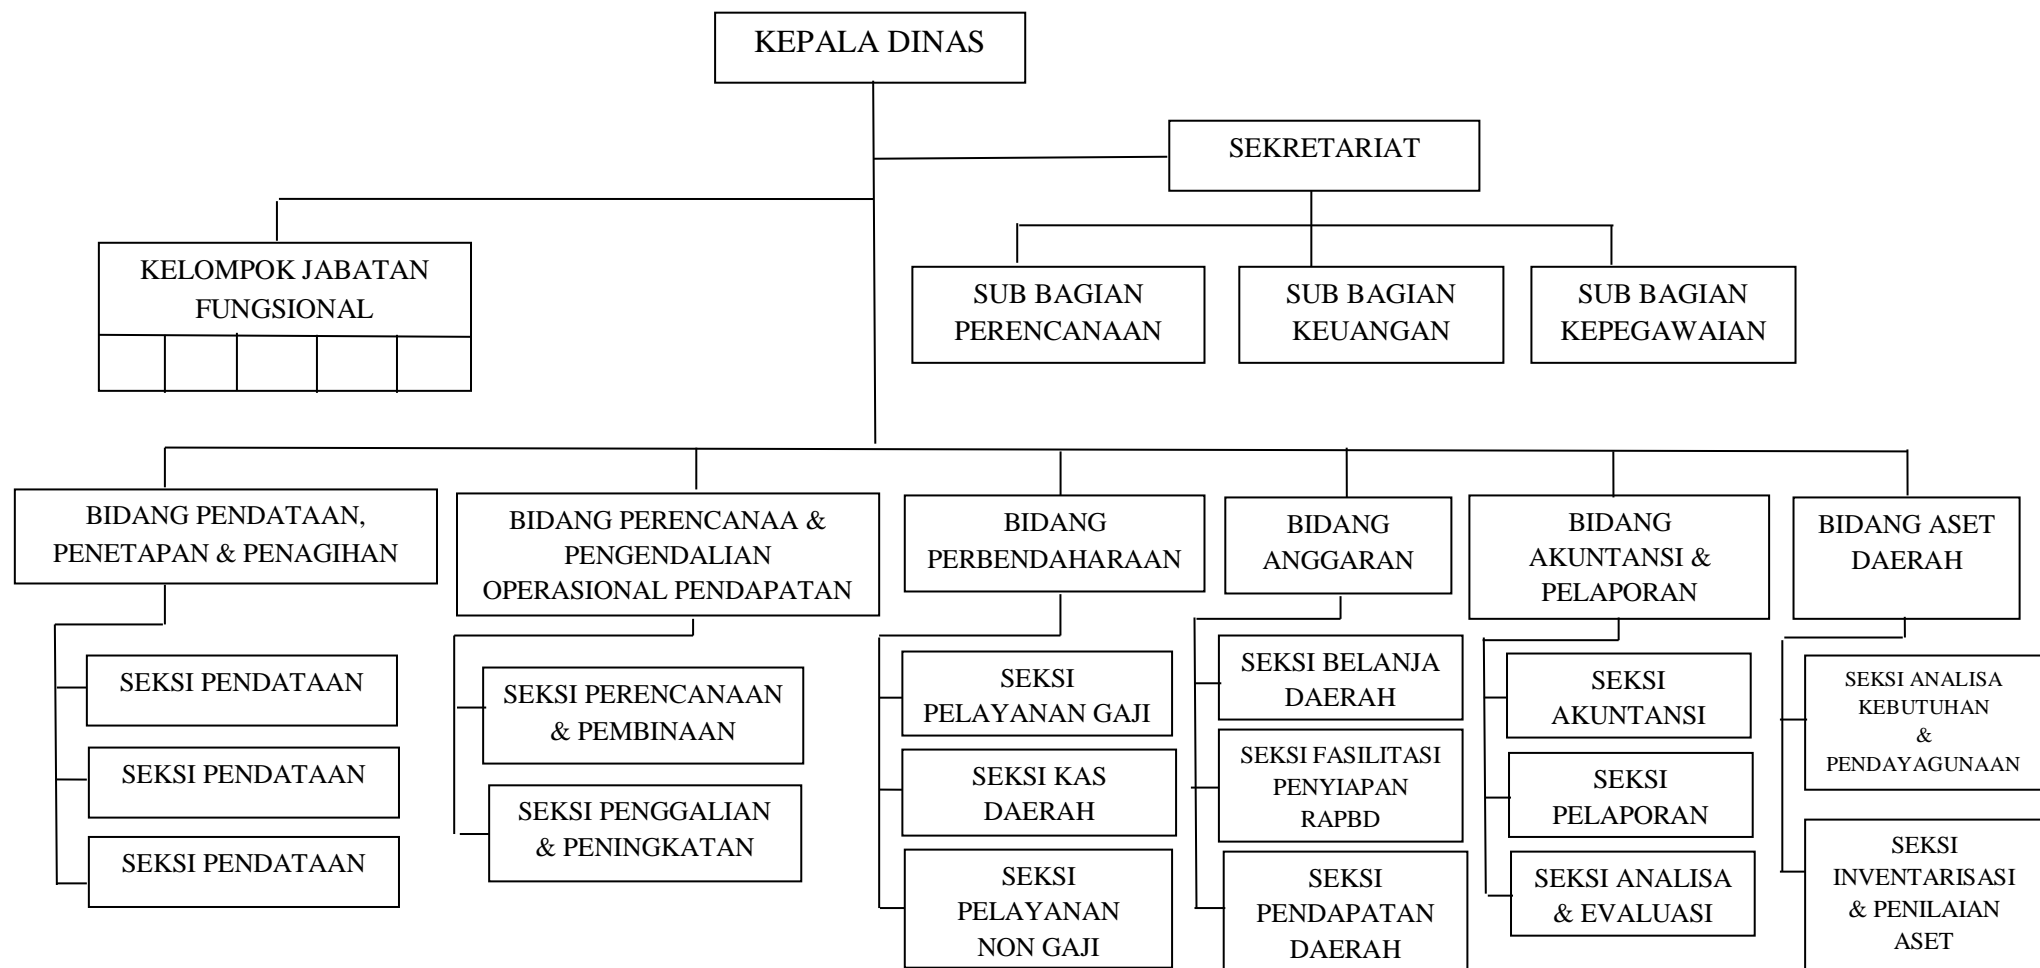 KEPALA DINAS
SEKRETARIAT
KELOMPOK JABATAN
FUNGSIONAL
SUB BAGIAN
PERENCANAAN
SUB BAGIAN
KEUANGAN
SUB BAGIAN
KEPEGAWAIAN
BIDANG PENDATAAN,
PENETAPAN & PENAGIHAN
BIDANG PERENCANAA &
PENGENDALIAN
OPERASIONAL PENDAPATAN
BIDANG
PERBENDAHARAAN
BIDANG
ANGGARAN
BIDANG
AKUNTANSI &
PELAPORAN
BIDANG ASET
DAERAH
SEKSI PENDATAAN
SEKSI PENDATAAN
SEKSI PENDATAAN
SEKSI PERENCANAAN
& PEMBINAAN
SEKSI PENGGALIAN
& PENINGKATAN
SEKSI
PELAYANAN GAJI
SEKSI KAS
DAERAH
SEKSI
PELAYANAN
NON GAJI
SEKSI BELANJA
DAERAH
SEKSI FASILITASI
PENYIAPAN
RAPBD
SEKSI
PENDAPATAN
DAERAH
SEKSI
AKUNTANSI
SEKSI
PELAPORAN
SEKSI ANALISA
& EVALUASI
SEKSI ANALISA
KEBUTUHAN
&
PENDAYAGUNAAN
SEKSI
INVENTARISASI
& PENILAIAN
ASET